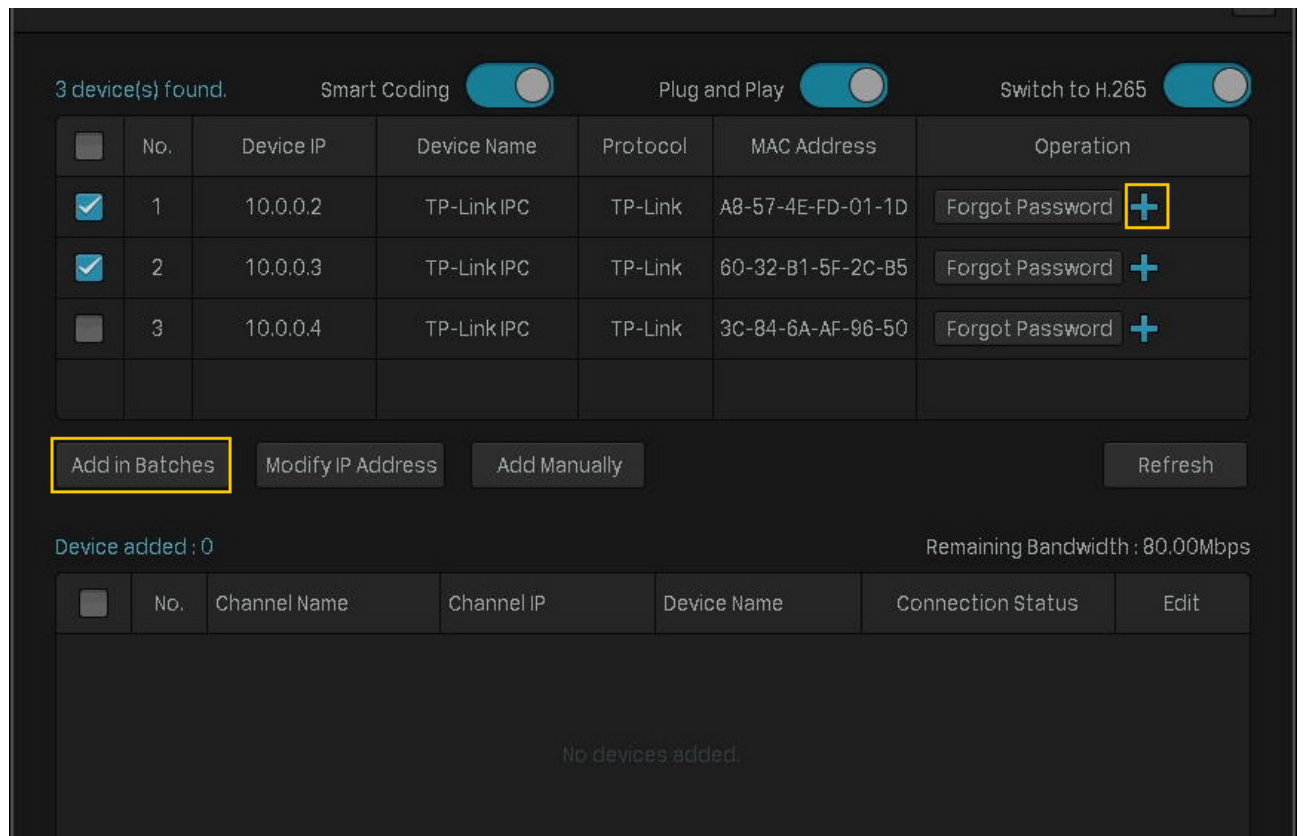 3 device(s) found. Smart Coding Plug and Play Switch to H.265
No. Device IP Device Name Protocol MAC Address Operation
1 10.0.0.2 TP-Link IPC TP-Link A8-57-4E-FD-01-1D Forgot Password
2 10.0.0.3 TP-Link IPC TP-Link 60-32-B1-5F-2C-B5 Forgot Password
3 10.0.0.4 TP-Link IPC TP-Link 3C-84-6A-AF-96-50 Forgot Password
Add in Batches Modify IP Address Add Manually Refresh
Device added : 0 Remaining Bandwidth : 80.00Mbps
No. Channel Name Channel IP Device Name Connection Status Edit
No devices added.